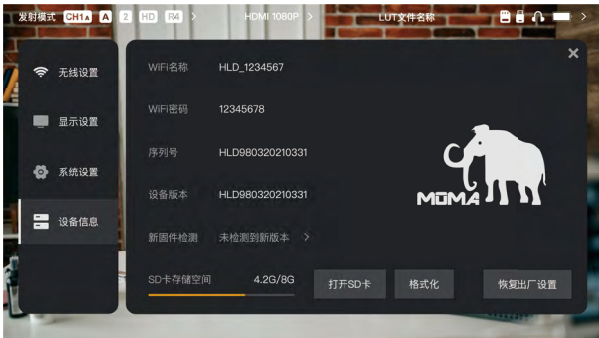 发射模式 CH1 A 2 HD R4 > HDMI 1080P > LUT文件名称 >
无线设置
显示设置
系统设置
设备信息
WiFi名称 HLD_1234567
WiFi密码 12345678
序列号 HLD980320210331
设备版本 HLD980320210331
新固件检测 未检测到新版本 >
SD卡存储空间 4.2G/8G 打开SD卡 格式化 恢复出厂设置
MOMA